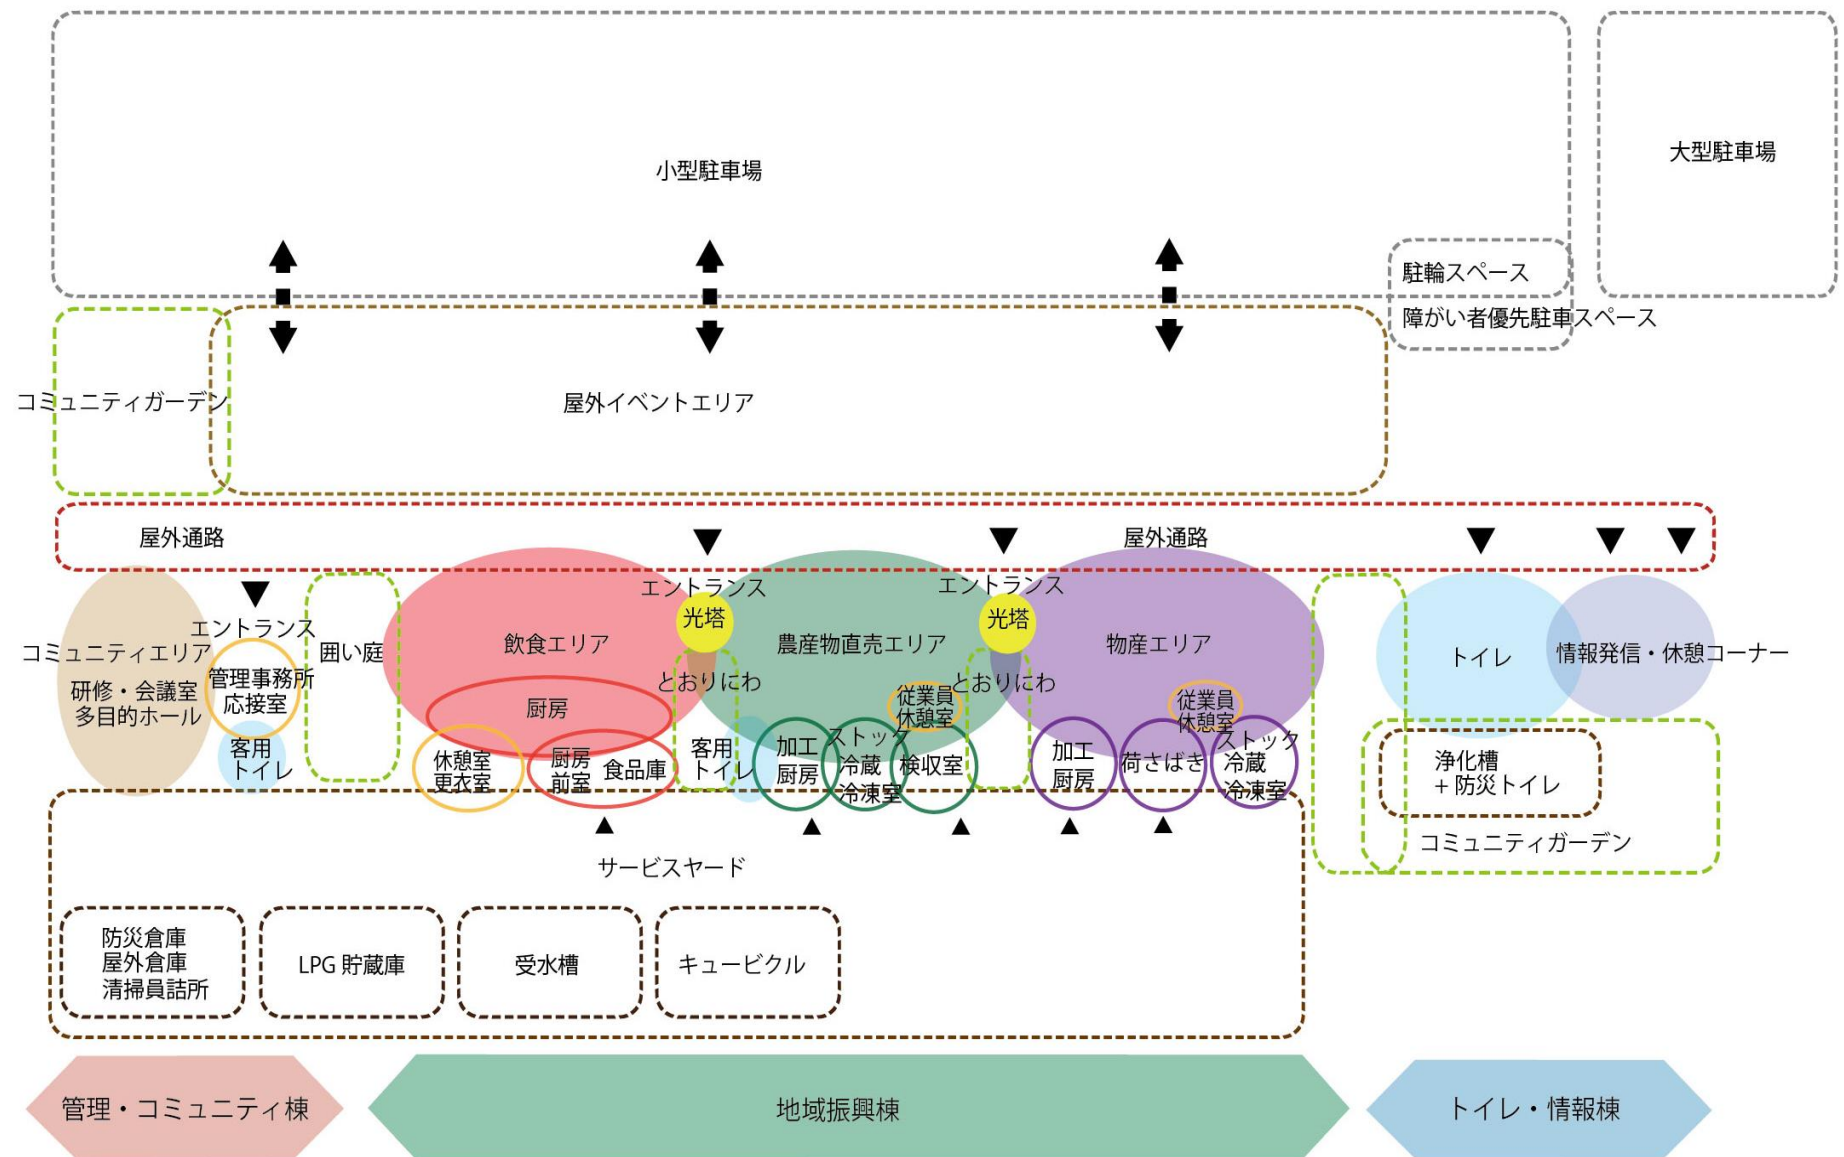 小型駐車場
大型駐車場
駐輪スペース
障がい者優先駐車スペース
コミュニティガーデン
屋外イベントエリア
屋外通路
屋外通路
エントランス
エントランス
エントランス
光塔
光塔
コミュニティエリア
研修・会議室
多目的ホール
管理事務所
応接室
客用
トイレ
囲い庭
飲食エリア
厨房
休憩室
更衣室
厨房
前室
食品庫
とおりにわ
客用
トイレ
農産物直売エリア
従業員
休憩室
加工
厨房
ストック
冷蔵
冷凍室
検収室
とおりにわ
物産エリア
従業員
休憩室
加工
厨房
荷さばき
ストック
冷蔵
冷凍室
トイレ
情報発信・休憩コーナー
浄化槽
+防災トイレ
コミュニティガーデン
サービスヤード
防災倉庫
屋外倉庫
清掃員詰所
LPG 貯蔵庫
受水槽
キュービクル
管理・コミュニティ棟
地域振興棟
トイレ・情報棟